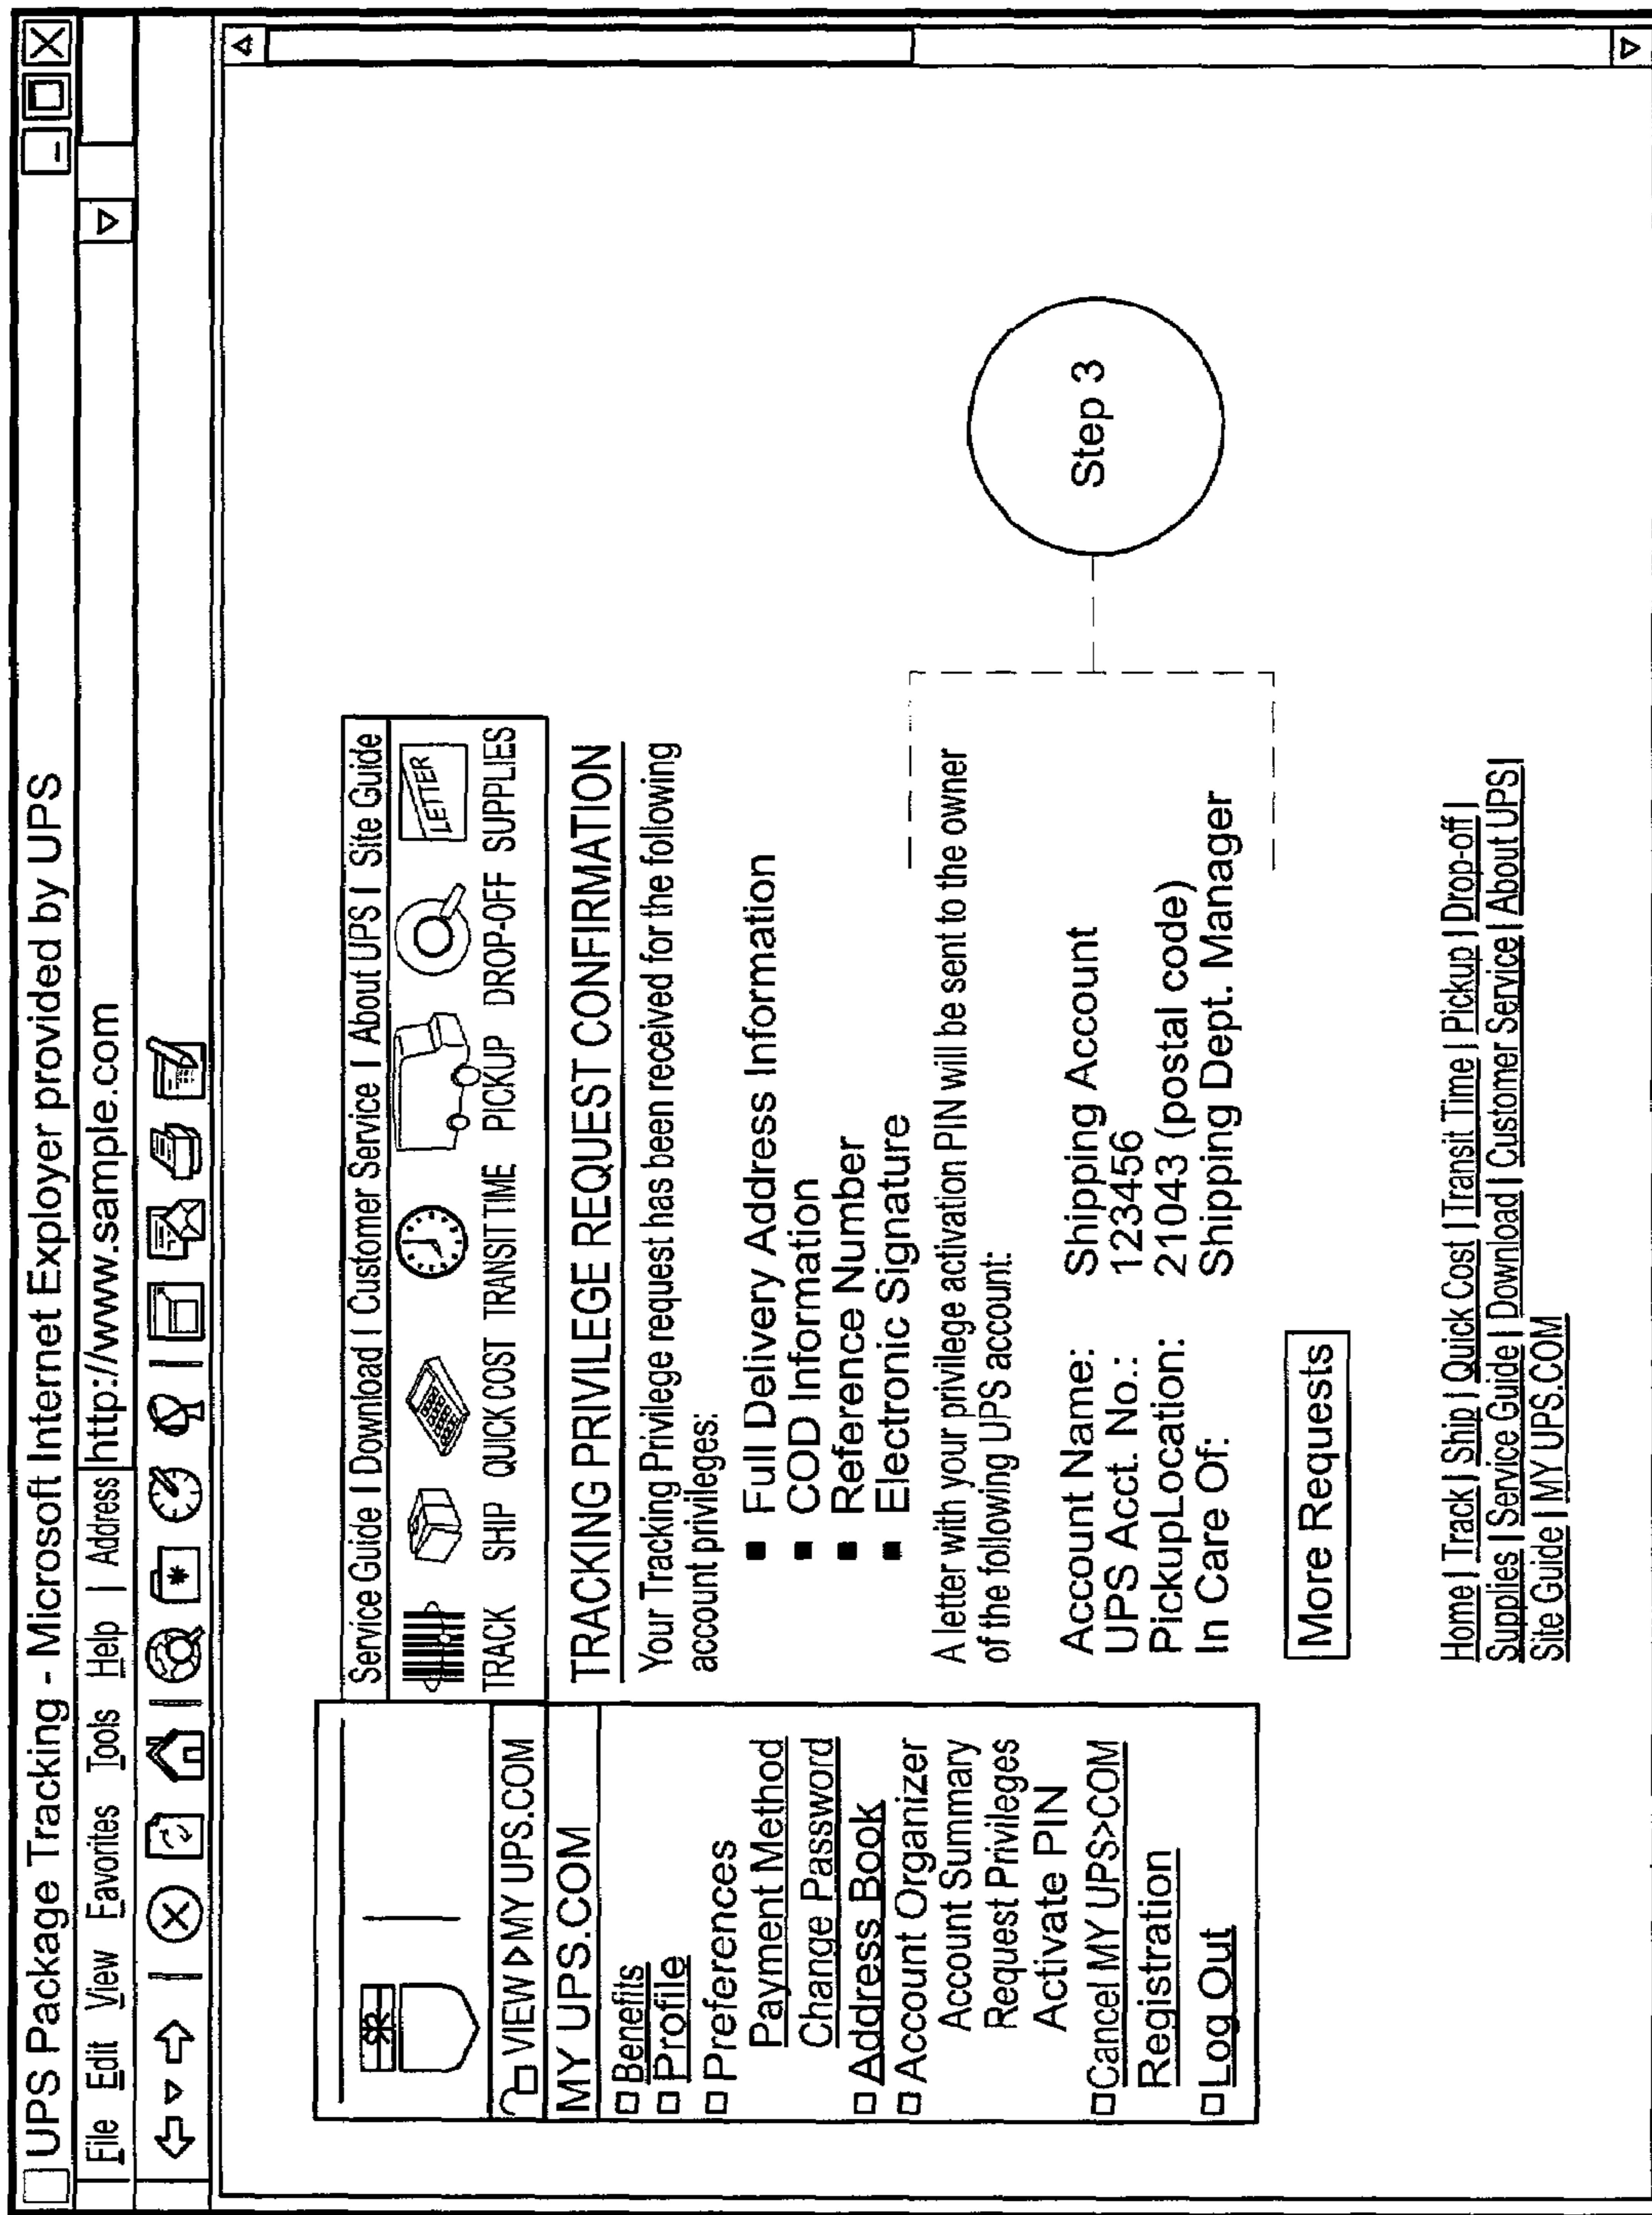 UPS Package Tracking - Microsoft Internet Exployer provided by UPS
File Edit View Favorites Tools Help | Address http://www.sample.com
Service Guide | Download | Customer Service | About UPS | Site Guide
LETTER
TRACK SHIP QUICK COST TRANSIT TIME PICKUP DROP-OFF SUPPLIES
VIEW MY UPS.COM
MY UPS.COM
Benefits
Profile
Preferences
Payment Method
Change Password
Address Book
Account Organizer
Account Summary
Request Privileges
Activate PIN
Cancel MY UPS>COM
Registration
Log Out
TRACKING PRIVILEGE REQUEST CONFIRMATION
Your Tracking Privilege request has been received for the following
account privileges:
Full Delivery Address Information
COD Information
Reference Number
Electronic Signature
A letter with your privilege activation PIN will be sent to the owner
of the following UPS account:
Account Name: Shipping Account
UPS Acct. No.: 123456
PickupLocation: 21043 (postal code)
In Care Of: Shipping Dept. Manager
Step 3
More Requests
Home | Track | Ship | Quick Cost | Transit Time | Pickup | Drop-off |
Supplies | Service Guide | Download | Customer Service | About UPS |
Site Guide | MY UPS.COM